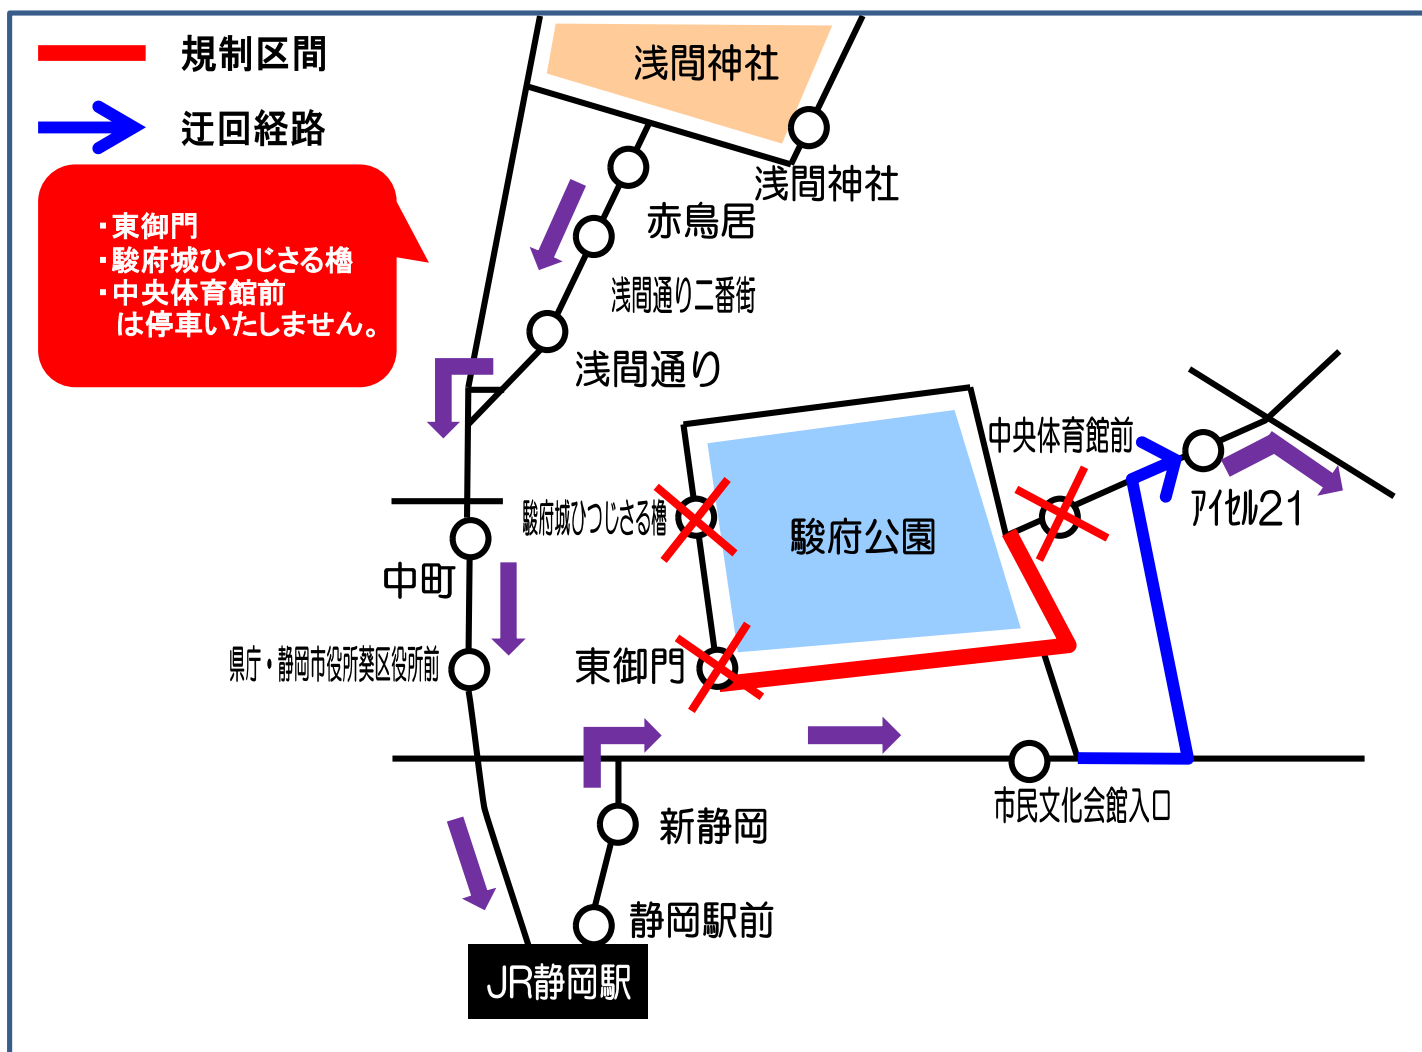 規制区間
迂回経路
・東御門
・駿府城ひつじさる櫓
・中央体育館前
は停車いたしません。
浅間神社
浅間神社
赤鳥居
浅間通り二番街
浅間通り
中央体育館前
アイセル21
駿府城ひつじさる櫓
駿府公園
中町
県庁・静岡市役所葵区役所前
東御門
市民文化会館入口
新静岡
静岡駅前
JR静岡駅